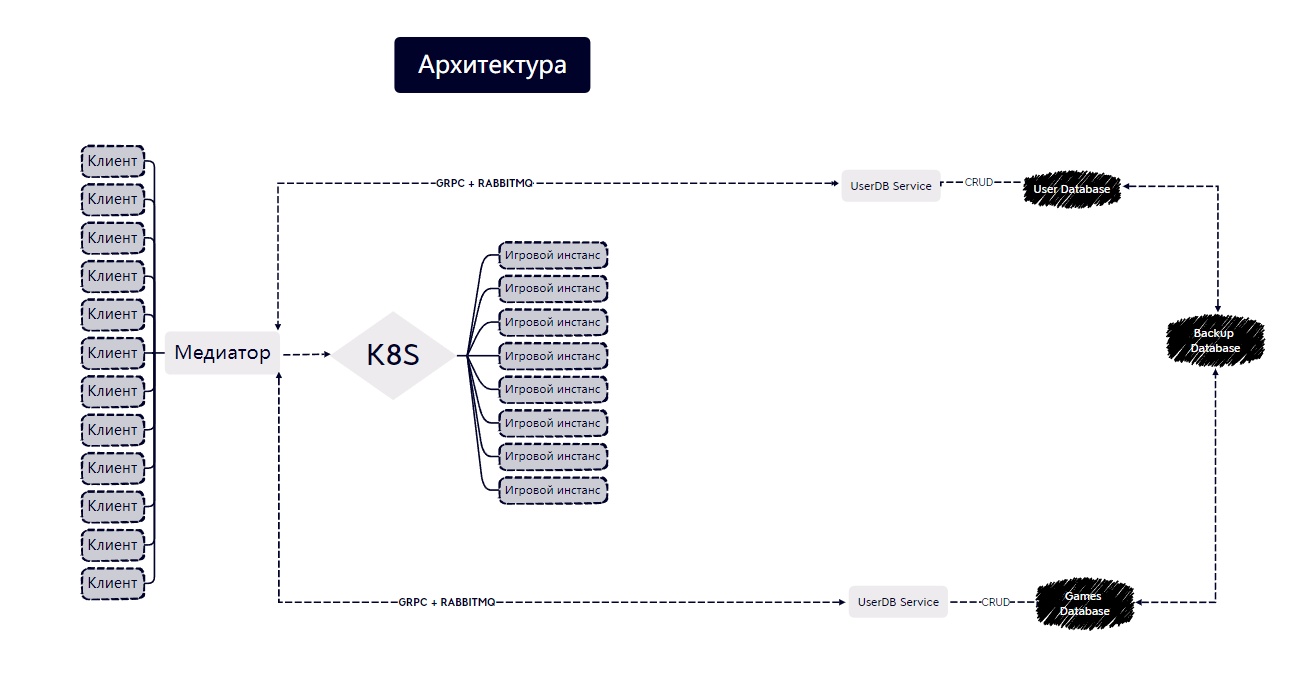 Архитектура
Клиент
Клиент
Клиент
Клиент
Клиент
Клиент
Клиент
Клиент
Клиент
Клиент
Клиент
Клиент
Медиатор
K8S
Игровой инстанс
Игровой инстанс
Игровой инстанс
Игровой инстанс
Игровой инстанс
Игровой инстанс
Игровой инстанс
Игровой инстанс
GRPC + RABBITMQ
UserDB Service
CRUD
User Database
Backup
Database
GRPC + RABBITMQ
UserDB Service
CRUD
Games
Database